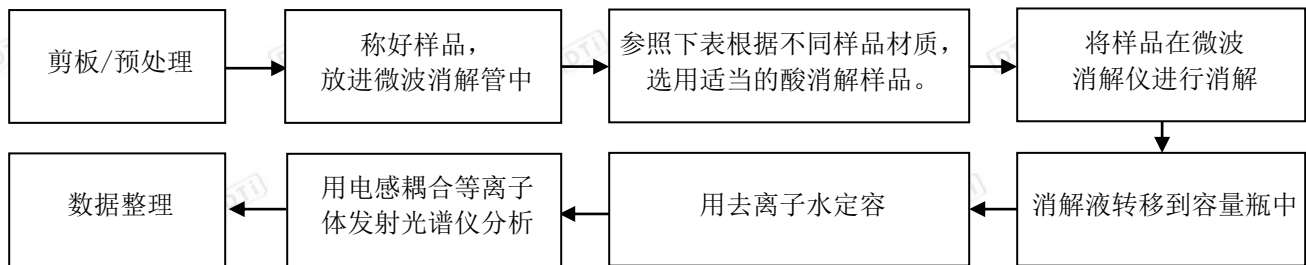 剪板/预处理
称好样品，
放进微波消解管中
参照下表根据不同样品材质，
选用适当的酸消解样品。
将样品在微波
消解仪进行消解
消解液转移到容量瓶中
用去离子水定容
用电感耦合等离子
体发射光谱仪分析
数据整理